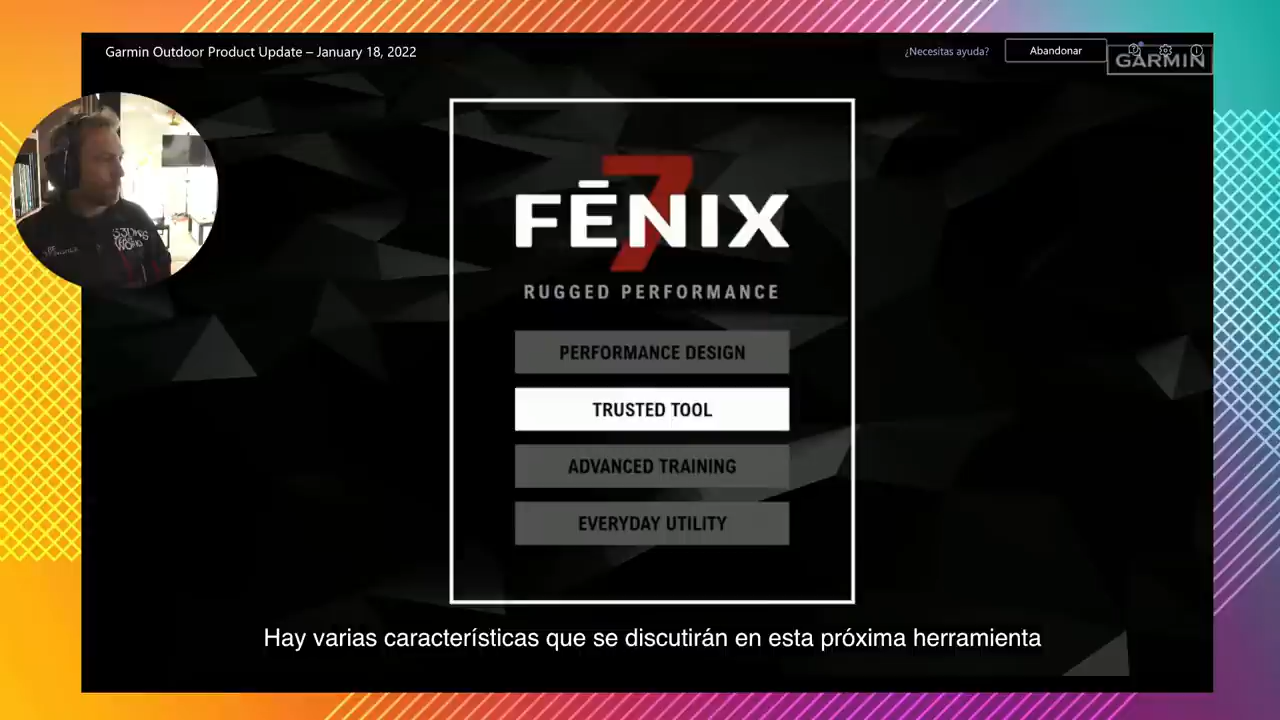 Garmin Outdoor Product Update – January 18, 2022
¿Necesitas ayuda?
Abandonar
GARMIN
7
FĒNIX
RUGGED PERFORMANCE
PERFORMANCE DESIGN
TRUSTED TOOL
ADVANCED TRAINING
EVERYDAY UTILITY
Hay varias características que se discutirán en esta próxima herramienta